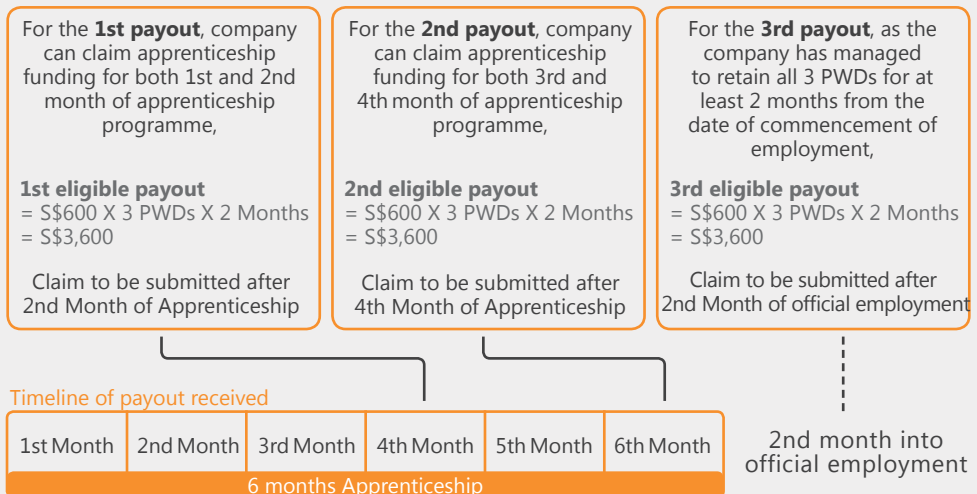 For the 1st payout, company
can claim apprenticeship
funding for both 1st and 2nd
month of apprenticeship
programme,
1st eligible payout
= S$600 X 3 PWDs X 2 Months
= S$3,600
Claim to be submitted after
2nd Month of Apprenticeship
For the 2nd payout, company
can claim apprenticeship
funding for both 3rd and
4th month of apprenticeship
programme,
2nd eligible payout
= S$600 X 3 PWDs X 2 Months
= S$3,600
Claim to be submitted after
4th Month of Apprenticeship
For the 3rd payout, as the
company has managed
to retain all 3 PWDs for at
least 2 months from the
date of commencement of
employment,
3rd eligible payout
= S$600 X 3 PWDs X 2 Months
= S$3,600
Claim to be submitted after
2nd Month of official employment
Timeline of payout received
1st Month 2nd Month 3rd Month 4th Month 5th Month 6th Month
6 months Apprenticeship
2nd month into
official employment